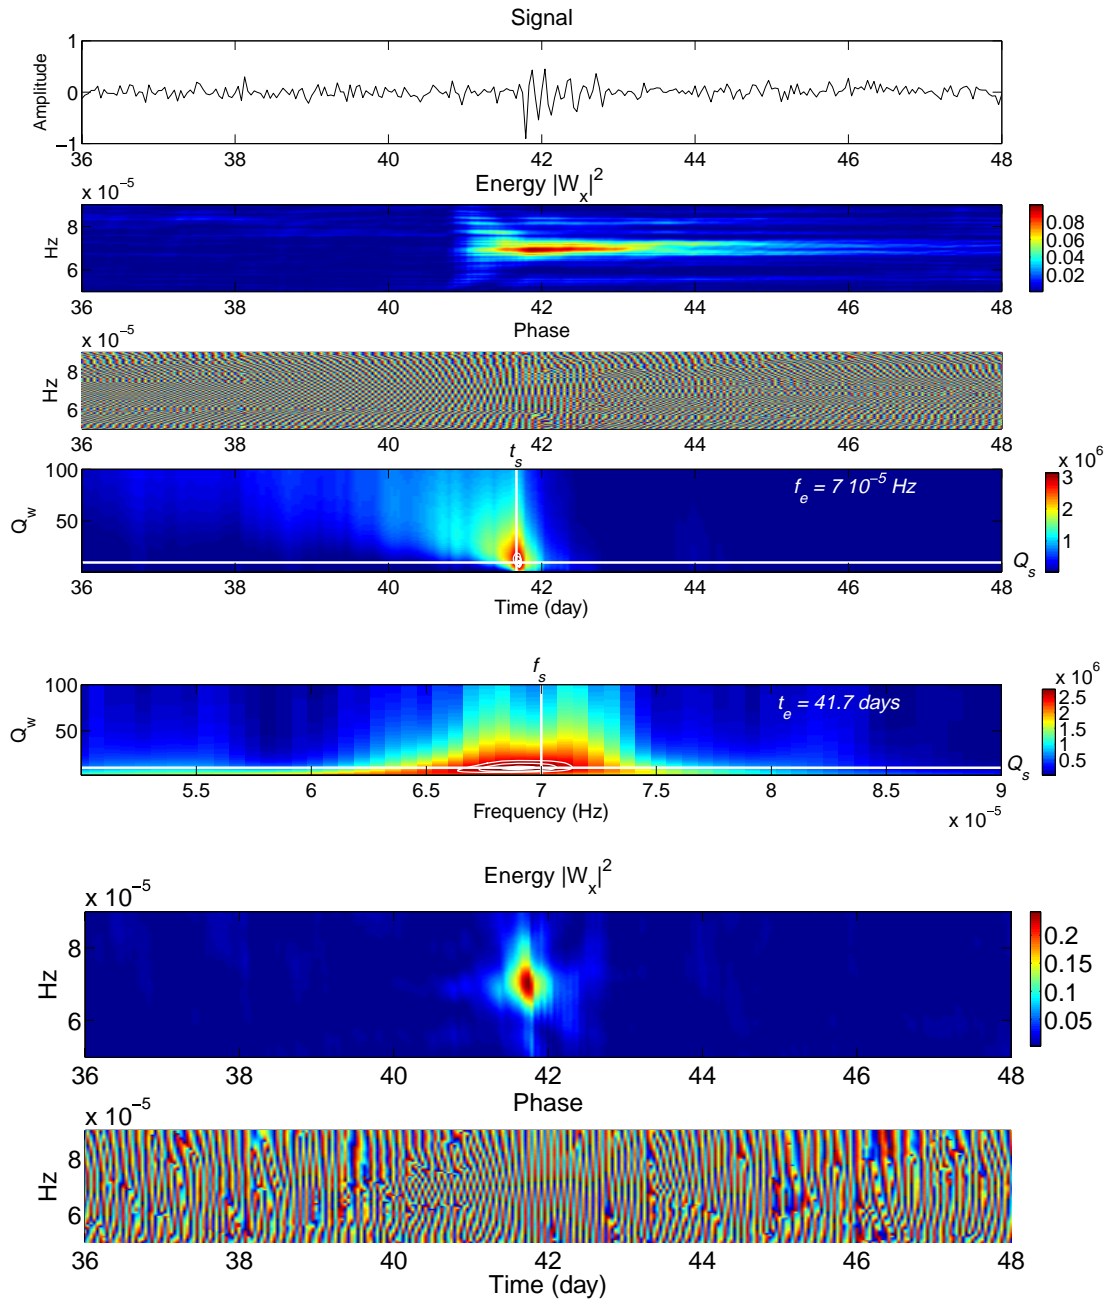 Signal
Amplitude
1
0
−1
36 38 40 42 44 46 48
Energy |W_x|^2
x 10^−5
Hz
8
6
0.08
0.06
0.04
0.02
36 38 40 42 44 46 48
Phase
x 10^−5
Hz
8
6
36 38 40 42 44 46 48
t_s
x 10^6
Q_w
100
50
f_e = 7 10^−5 Hz
3
2
1
Q_s
36 38 40 42 44 46 48
Time (day)
f_s
x 10^6
Q_w
100
50
t_e = 41.7 days
2.5
2
1.5
1
0.5
Q_s
5.5 6 6.5 7 7.5 8 8.5 9
Frequency (Hz)
x 10^−5
Energy |W_x|^2
x 10^−5
Hz
8
6
0.2
0.15
0.1
0.05
36 38 40 42 44 46 48
Phase
x 10^−5
Hz
8
6
36 38 40 42 44 46 48
Time (day)